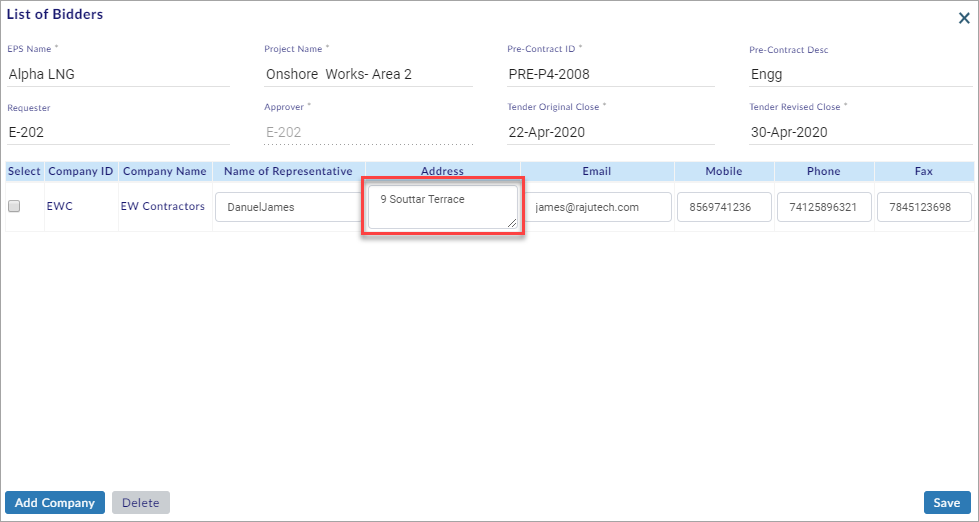 List of Bidders
EPS Name *
Project Name *
Pre-Contract ID *
Pre-Contract Desc
Alpha LNG
Onshore Works- Area 2
PRE-P4-2008
Engg
Requester
Approver *
Tender Original Close *
Tender Revised Close *
E-202
E-202
22-Apr-2020
30-Apr-2020
Select Company ID Company Name Name of Representative Address Email Mobile Phone Fax
EWC EW Contractors DanuelJames 9 Souttar Terrace james@rajutech.com 8569741236 74125896321 7845123698
Add Company Delete Save